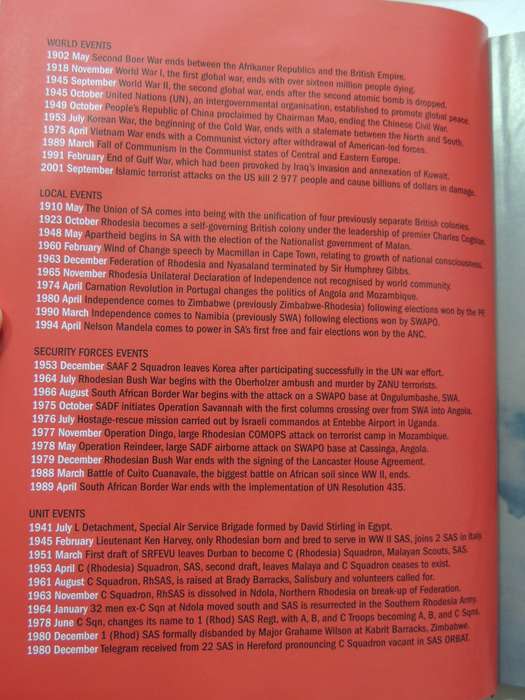 WORLD EVENTS
1902 May Second Boer War ends between the Afrikaner Republics and the British Empire.
1918 November World War I, the first global war, ends with over sixteen million people dying.
1945 September World War II, the second global war, ends after the second atomic bomb is dropped.
1945 October United Nations (UN), an intergovernmental organisation, established to promote global peace.
1949 October People's Republic of China proclaimed by Chairman Mao, ending the Chinese Civil War.
1953 July Korean War, the beginning of the Cold War, ends with a stalemate between the North and South.
1975 April Vietnam War ends with a Communist victory after withdrawal of American-led forces.
1989 March Fall of Communism in the Communist states of Central and Eastern Europe.
1991 February End of Gulf War, which had been provoked by Iraq's invasion and annexation of Kuwait.
2001 September Islamic terrorist attacks on the US kill 2 977 people and cause billions of dollars in damage.
LOCAL EVENTS
1910 May The Union of SA comes into being with the unification of four previously separate British colonies.
1923 October Rhodesia becomes a self-governing British colony under the leadership of premier Charles Coghlan.
1948 May Apartheid begins in SA with the election of the Nationalist government of Malan.
1960 February Wind of Change speech by Macmillan in Cape Town, relating to growth of national consciousness.
1963 December Federation of Rhodesia and Nyasaland terminated by Sir Humphrey Gibbs.
1965 November Rhodesia Unilateral Declaration of Independence not recognised by world community.
1974 April Carnation Revolution in Portugal changes the politics of Angola and Mozambique.
1980 April Independence comes to Zimbabwe (previously Zimbabwe-Rhodesia) following elections won by the PF.
1990 March Independence comes to Namibia (previously SWA) following elections won by SWAPO.
1994 April Nelson Mandela comes to power in SA's first free and fair elections won by the ANC.
SECURITY FORCES EVENTS
1953 December SAAF 2 Squadron leaves Korea after participating successfully in the UN war effort.
1964 July Rhodesian Bush War begins with the Oberholzer ambush and murder by ZANU terrorists.
1966 August South African Border War begins with the attack on a SWAPO base at Ongulumbashe, SWA.
1975 October SADF initiates Operation Savannah with the first columns crossing over from SWA into Angola.
1976 July Hostage-rescue mission carried out by Israeli commandos at Entebbe Airport in Uganda.
1977 November Operation Dingo, large Rhodesian COMOPS attack on terrorist camp in Mozambique.
1978 May Operation Reindeer, large SADF airborne attack on SWAPO base at Cassinga, Angola.
1979 December Rhodesian Bush War ends with the signing of the Lancaster House Agreement.
1988 March Battle of Cuito Cuanavale, the biggest battle on African soil since WW II, ends.
1989 April South African Border War ends with the implementation of UN Resolution 435.
UNIT EVENTS
1941 July L Detachment, Special Air Service Brigade formed by David Stirling in Egypt.
1945 February Lieutenant Ken Harvey, only Rhodesian born and bred to serve in WW II SAS, joins 2 SAS in Italy.
1951 March First draft of SRFEVU leaves Durban to become C (Rhodesia) Squadron, Malayan Scouts, SAS.
1953 April C (Rhodesia) Squadron, SAS, second draft, leaves Malaya and C Squadron ceases to exist.
1961 August C Squadron, RhSAS, is raised at Brady Barracks, Salisbury and volunteers called for.
1963 November C Squadron, RhSAS is dissolved in Ndola, Northern Rhodesia on break-up of Federation.
1964 January 32 men ex-C Sqn at Ndola moved south and SAS is resurrected in the Southern Rhodesia Army.
1978 June C Sqn, changes its name to 1 (Rhod) SAS Regt, with A, B, and C Troops becoming A, B, and C Sqns.
1980 December 1 (Rhod) SAS formally disbanded by Major Grahame Wilson at Kabrit Barracks, Zimbabwe.
1980 December Telegram received from 22 SAS in Hereford pronouncing C Squadron vacant in SAS ORBAT.